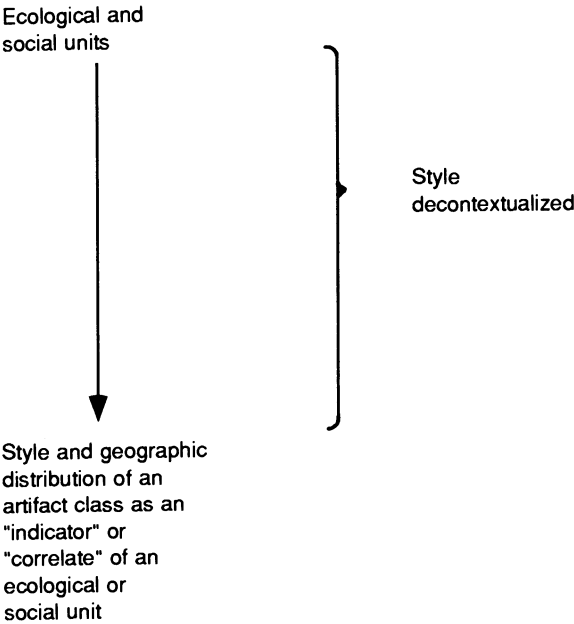 Ecological and
social units
Style
decontextualized
Style and geographic
distribution of an
artifact class as an
"indicator" or
"correlate" of an
ecological or
social unit